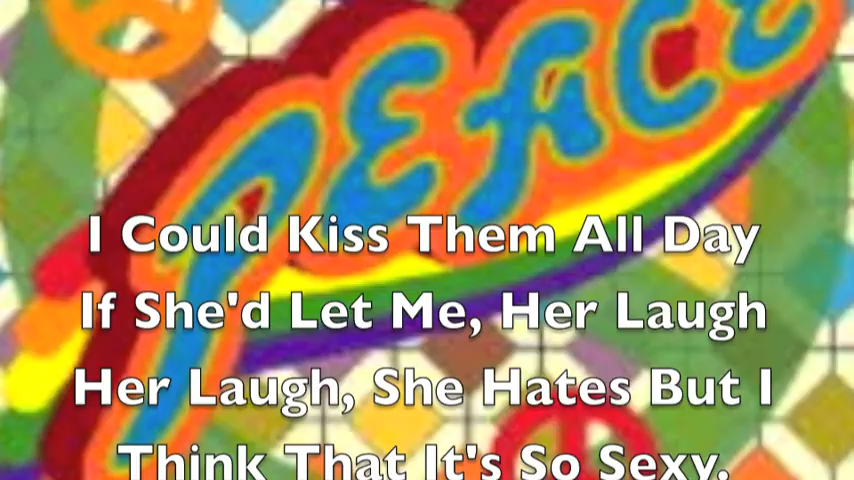 PEACE
I Could Kiss Them All Day
If She'd Let Me, Her Laugh
Her Laugh, She Hates But I
Think That It's So Sexy.